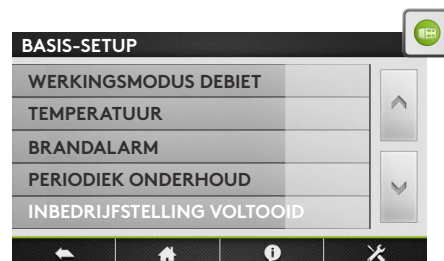 BASIS-SETUP
WERKINGSMODUS DEBIET
TEMPERATUUR
BRANDALARM
PERIODIEK ONDERHOUD
INBEDRIJFSTELLING VOLTOOID